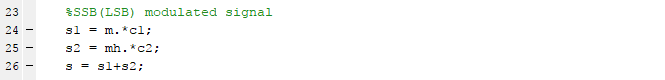 23 %SSB(LSB) modulated signal
24 - s1 = m.*c1;
25 - s2 = mh.*c2;
26 - s = s1+s2;